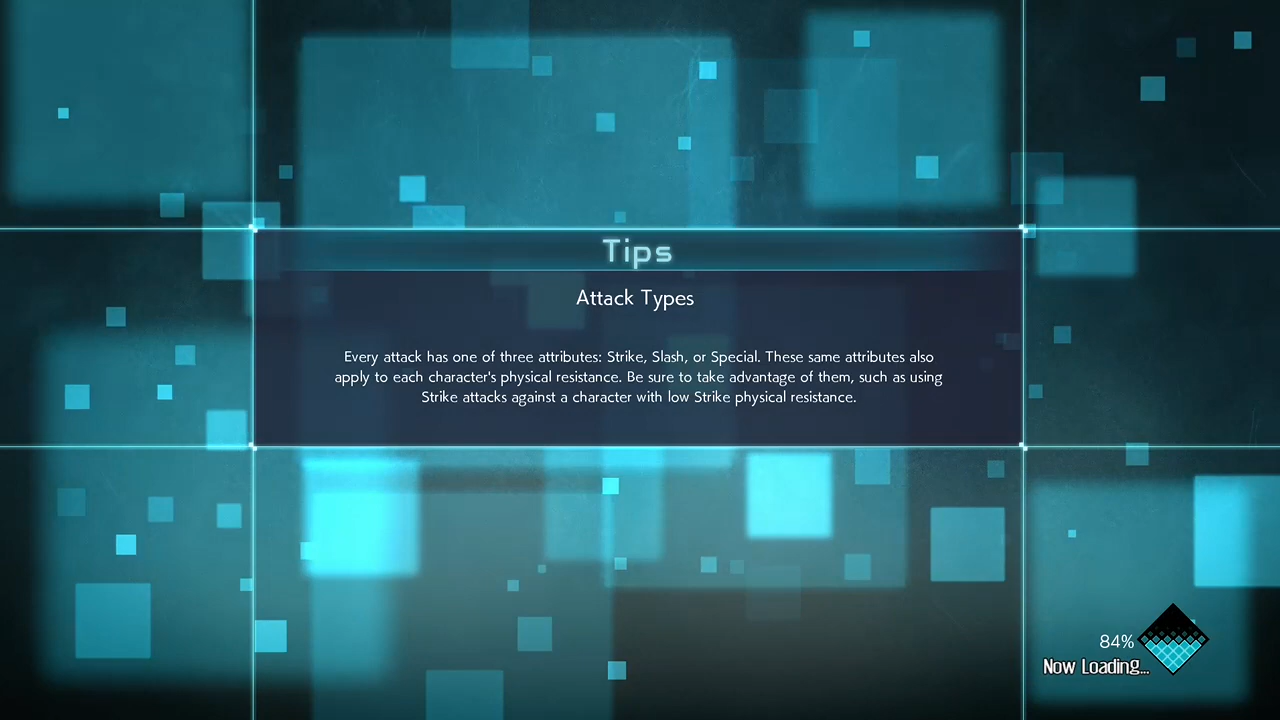 Tips
Attack Types
Every attack has one of three attributes: Strike, Slash, or Special. These same attributes also
apply to each character's physical resistance. Be sure to take advantage of them, such as using
Strike attacks against a character with low Strike physical resistance.
84%
Now Loading...